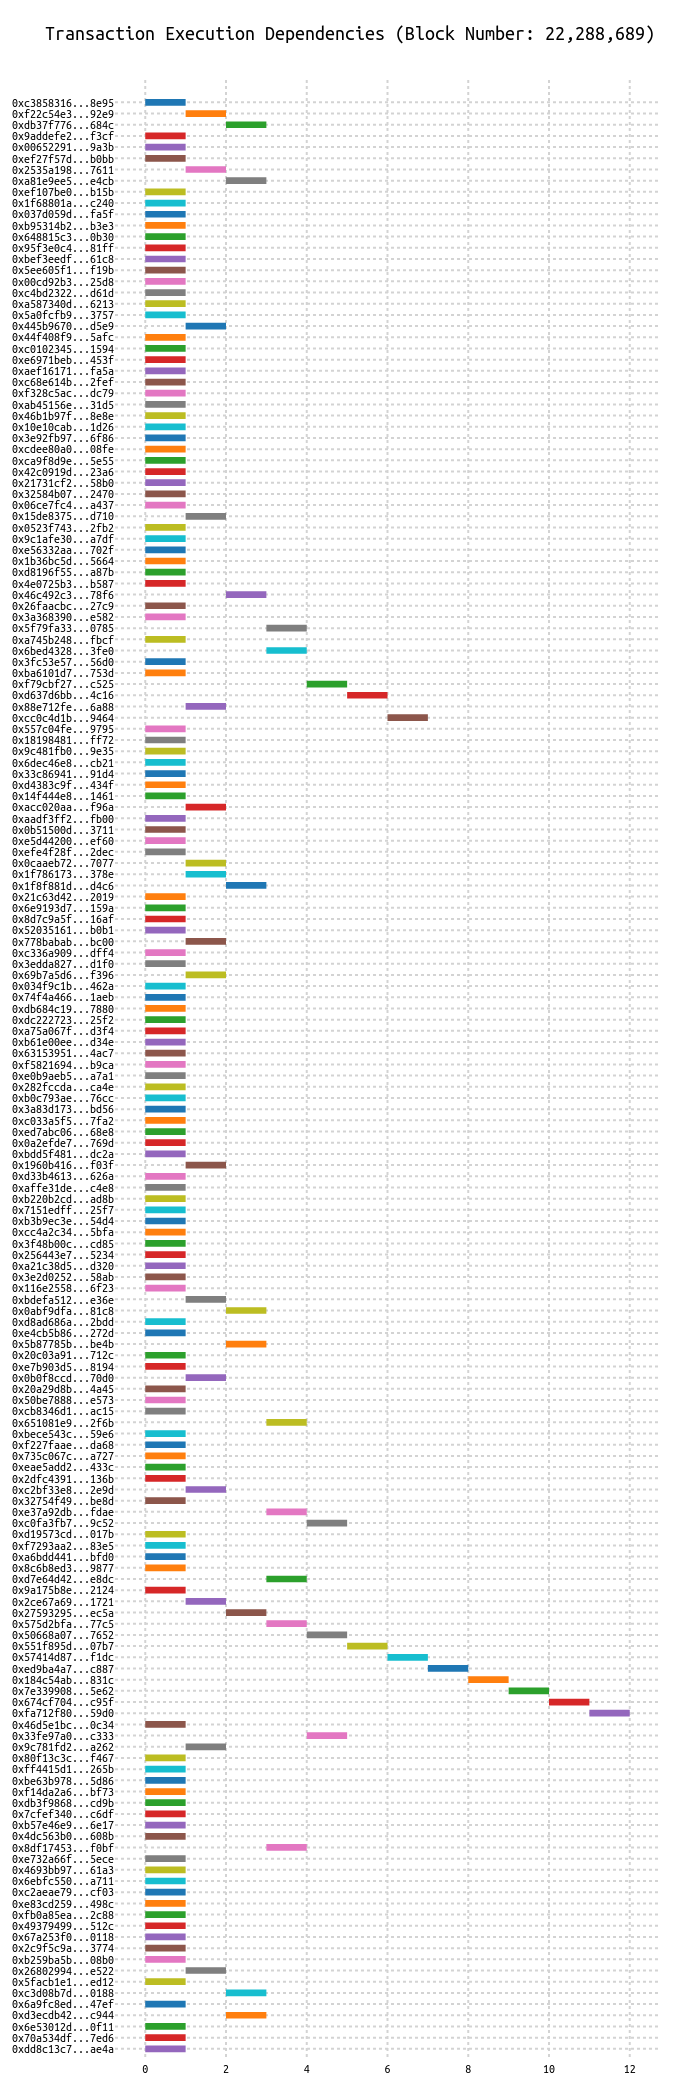 Transaction Execution Dependencies (Block Number: 22,288,689)
0xc3858316...8e95
0xf22c54e3...92e9
0xdb37f776...684c
0x9addefe2...f3cf
0x00652291...9a3b
0xef27f57d...b0bb
0x2535a198...7611
0xa81e9ee5...e4cb
0xef107be0...b15b
0x1f68801a...c240
0x037d059d...fa5f
0xb95314b2...b3e3
0x648815c3...0b30
0x95f3e0c4...81ff
0xbef3eedf...61c8
0x5ee605f1...f19b
0x00cd92b3...25d8
0xc4bd2322...d61d
0xa587340d...6213
0x5a0fcfb9...3757
0x445b9670...d5e9
0x44f408f9...5afc
0xc0102345...1594
0xe6971beb...453f
0xaef16171...fa5a
0xc68e614b...2fef
0xf328c5ac...dc79
0xab45156e...31d5
0x46b1b97f...8e8e
0x10e10cab...1d26
0x3e92fb97...6f86
0xcdee80a0...08fe
0xca9f8d9e...5e55
0x42c0919d...23a6
0x21731cf2...58b0
0x32584b07...2470
0x06ce7fc4...a437
0x15de8375...d710
0x0523f743...2fb2
0x9c1afe30...a7df
0xe56332aa...702f
0x1b36bc5d...5664
0xd8196f55...a87b
0x4e0725b3...b587
0x46c492c3...78f6
0x26faacbc...27c9
0x3a368390...e582
0x5f79fa33...0785
0xa745b248...fbcf
0x6bed4328...3fe0
0x3fc53e57...56d0
0xba6101d7...753d
0xf79cbf27...c525
0xd637d6bb...4c16
0x88e712fe...6a88
0xcc0c4d1b...9464
0x557c04fe...9795
0x18198481...ff72
0x9c481fb0...9e35
0x6dec46e8...cb21
0x33c86941...91d4
0xd4383c9f...434f
0x14f444e8...1461
0xacc020aa...f96a
0xaadf3ff2...fb00
0x0b51500d...3711
0xe5d44200...ef60
0xefe4f28f...2dec
0x0caaeb72...7077
0x1f786173...378e
0x1f8f881d...d4c6
0x21c63d42...2019
0x6e9193d7...159a
0x8d7c9a5f...16af
0x52035161...b0b1
0x778babab...bc00
0xc336a909...dff4
0x3edda827...d1f0
0x69b7a5d6...f396
0x034f9c1b...462a
0x74f4a466...1aeb
0xdb684c19...7880
0xdc222723...25f2
0xa75a067f...d3f4
0xb61e00ee...d34e
0x63153951...4ac7
0xf5821694...b9ca
0xe0b9aeb5...a7a1
0x282fccda...ca4e
0xb0c793ae...76cc
0x3a83d173...bd56
0xc033a5f5...7fa2
0xed7abc06...68e8
0x0a2efde7...769d
0xbdd5f481...dc2a
0x1960b416...f03f
0xd33b4613...626a
0xaffe31de...c4e8
0xb220b2cd...ad8b
0x7151edff...25f7
0xb3b9ec3e...54d4
0xcc4a2c34...5bfa
0x3f48b00c...cd85
0x256443e7...5234
0xa21c38d5...d320
0x3e2d0252...58ab
0x116e2558...6f23
0xbdefa512...e36e
0x0abf9dfa...81c8
0xd8ad686a...2bdd
0xe4cb5b86...272d
0x5b87785b...be4b
0x20c03a91...712c
0xe7b903d5...8194
0x0b0f8ccd...70d0
0x20a29d8b...4a45
0x50be7888...e573
0xcb8346d1...ac15
0x651081e9...2f6b
0xbece543c...59e6
0xf227faae...da68
0x735c067c...a727
0xeae5add2...433c
0x2dfc4391...136b
0xc2bf33e8...2e9d
0x32754f49...be8d
0xe37a92db...fdae
0xc0fa3fb7...9c52
0xd19573cd...017b
0xf7293aa2...83e5
0xa6bdd441...bfd0
0x8c6b8ed3...9877
0xd7e64d42...e8dc
0x9a175b8e...2124
0x2ce67a69...1721
0x27593295...ec5a
0x575d2bfa...77c5
0x50668a07...7652
0x551f895d...07b7
0x57414d87...f1dc
0xed9ba4a7...c887
0x184c54ab...831c
0x7e339908...5e62
0x674cf704...c95f
0xfa712f80...59d0
0x46d5e1bc...0c34
0x33fe97a0...c333
0x9c781fd2...a262
0x80f13c3c...f467
0xff4415d1...265b
0xbe63b978...5d86
0xf14da2a6...bf73
0xdb3f9868...cd9b
0x7cfef340...c6df
0xb57e46e9...6e17
0x4dc563b0...608b
0x8df17453...f0bf
0xe732a66f...5ece
0x4693bb97...61a3
0x6ebfc550...a711
0xc2aeae79...cf03
0xe83cd259...498c
0xfb0a85ea...2c88
0x49379499...512c
0x67a253f0...0118
0x2c9f5c9a...3774
0xb259ba5b...08b0
0x26802994...e522
0x5facb1e1...ed12
0xc3d08b7d...0188
0x6a9fc8ed...47ef
0xd3ecdb42...c944
0x6e53012d...0f11
0x70a534df...7ed6
0xdd8c13c7...ae4a
0 2 4 6 8 10 12